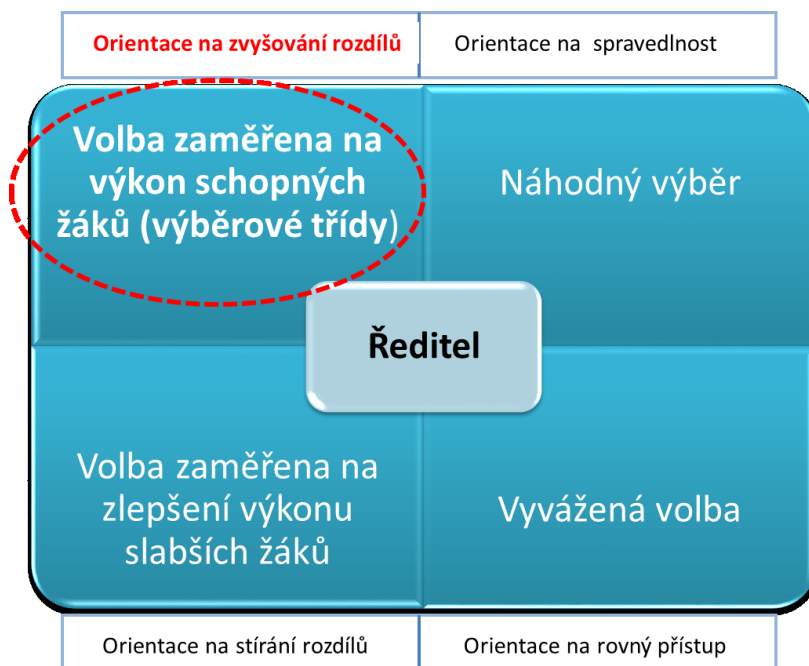 Orientace na zvyšování rozdílů
Orientace na spravedlnost
Volba zaměřena na
výkon schopných
žáků (výběrové třídy)
Náhodný výběr
Ředitel
Volba zaměřena na
zlepšení výkonu
slabších žáků
Vyvážená volba
Orientace na stírání rozdílů
Orientace na rovný přístup